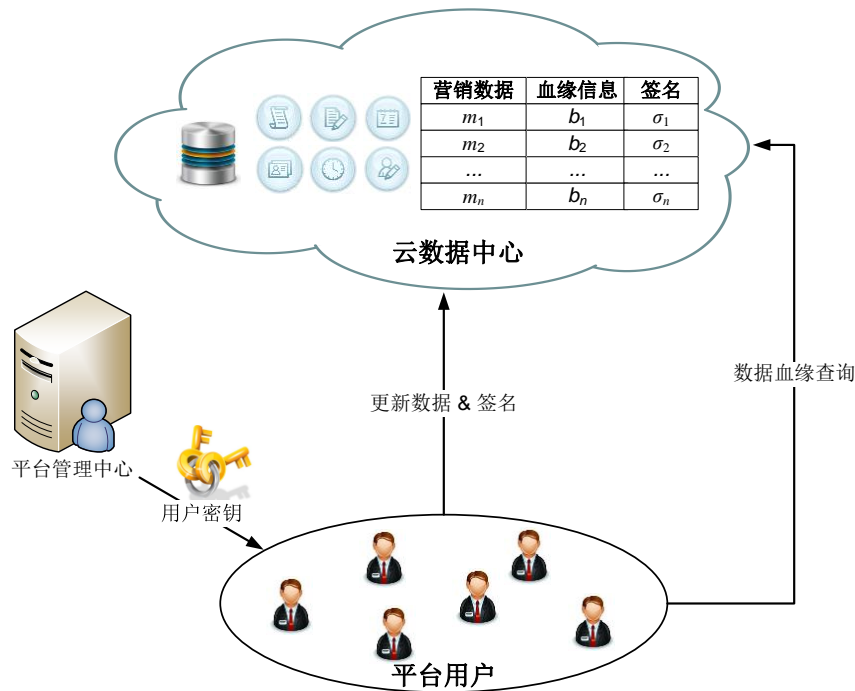 营销数据 血缘信息 签名
m₁ b₁ σ₁
m₂ b₂ σ₂
... ... ...
mₙ bₙ σₙ
云数据中心
更新数据 & 签名
数据血缘查询
平台管理中心
用户密钥
平台用户